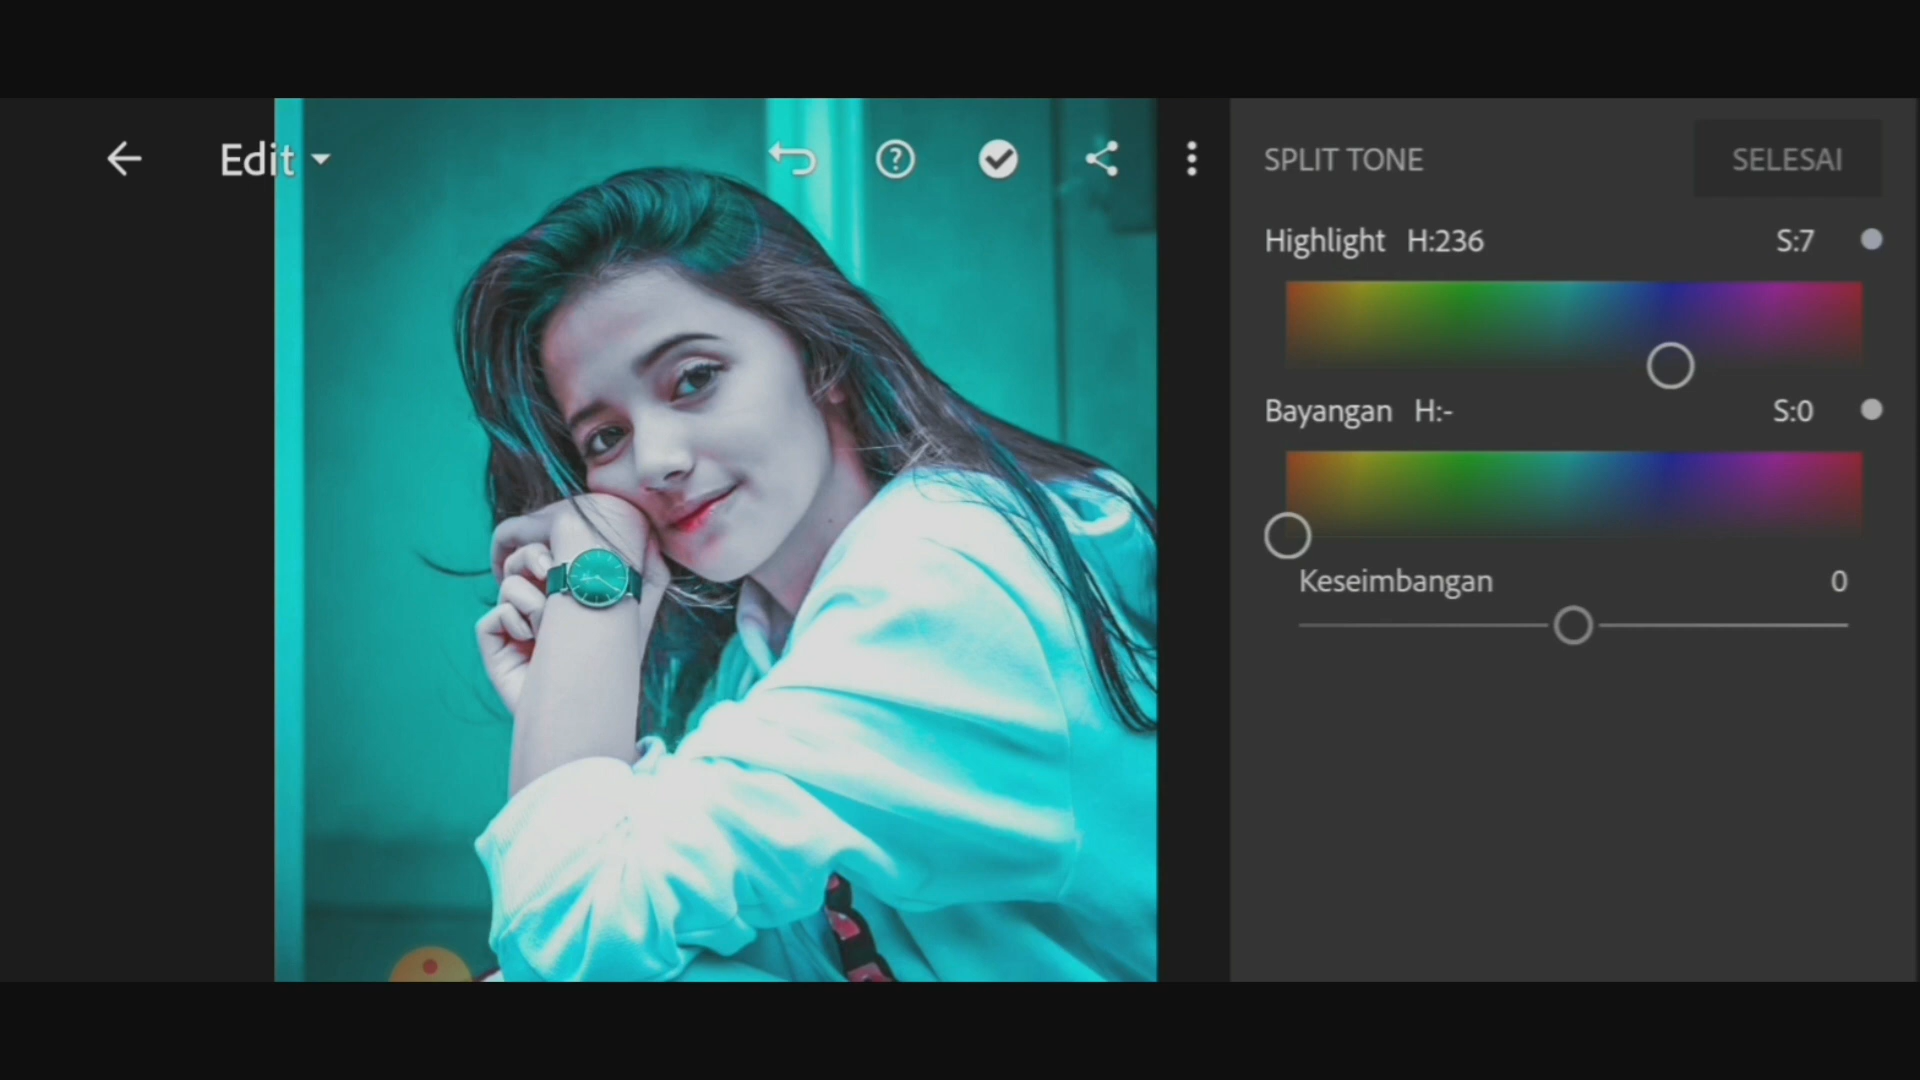 Edit
SPLIT TONE
SELESAI
Highlight H:236 S:7
Bayangan H:- S:0
Keseimbangan 0